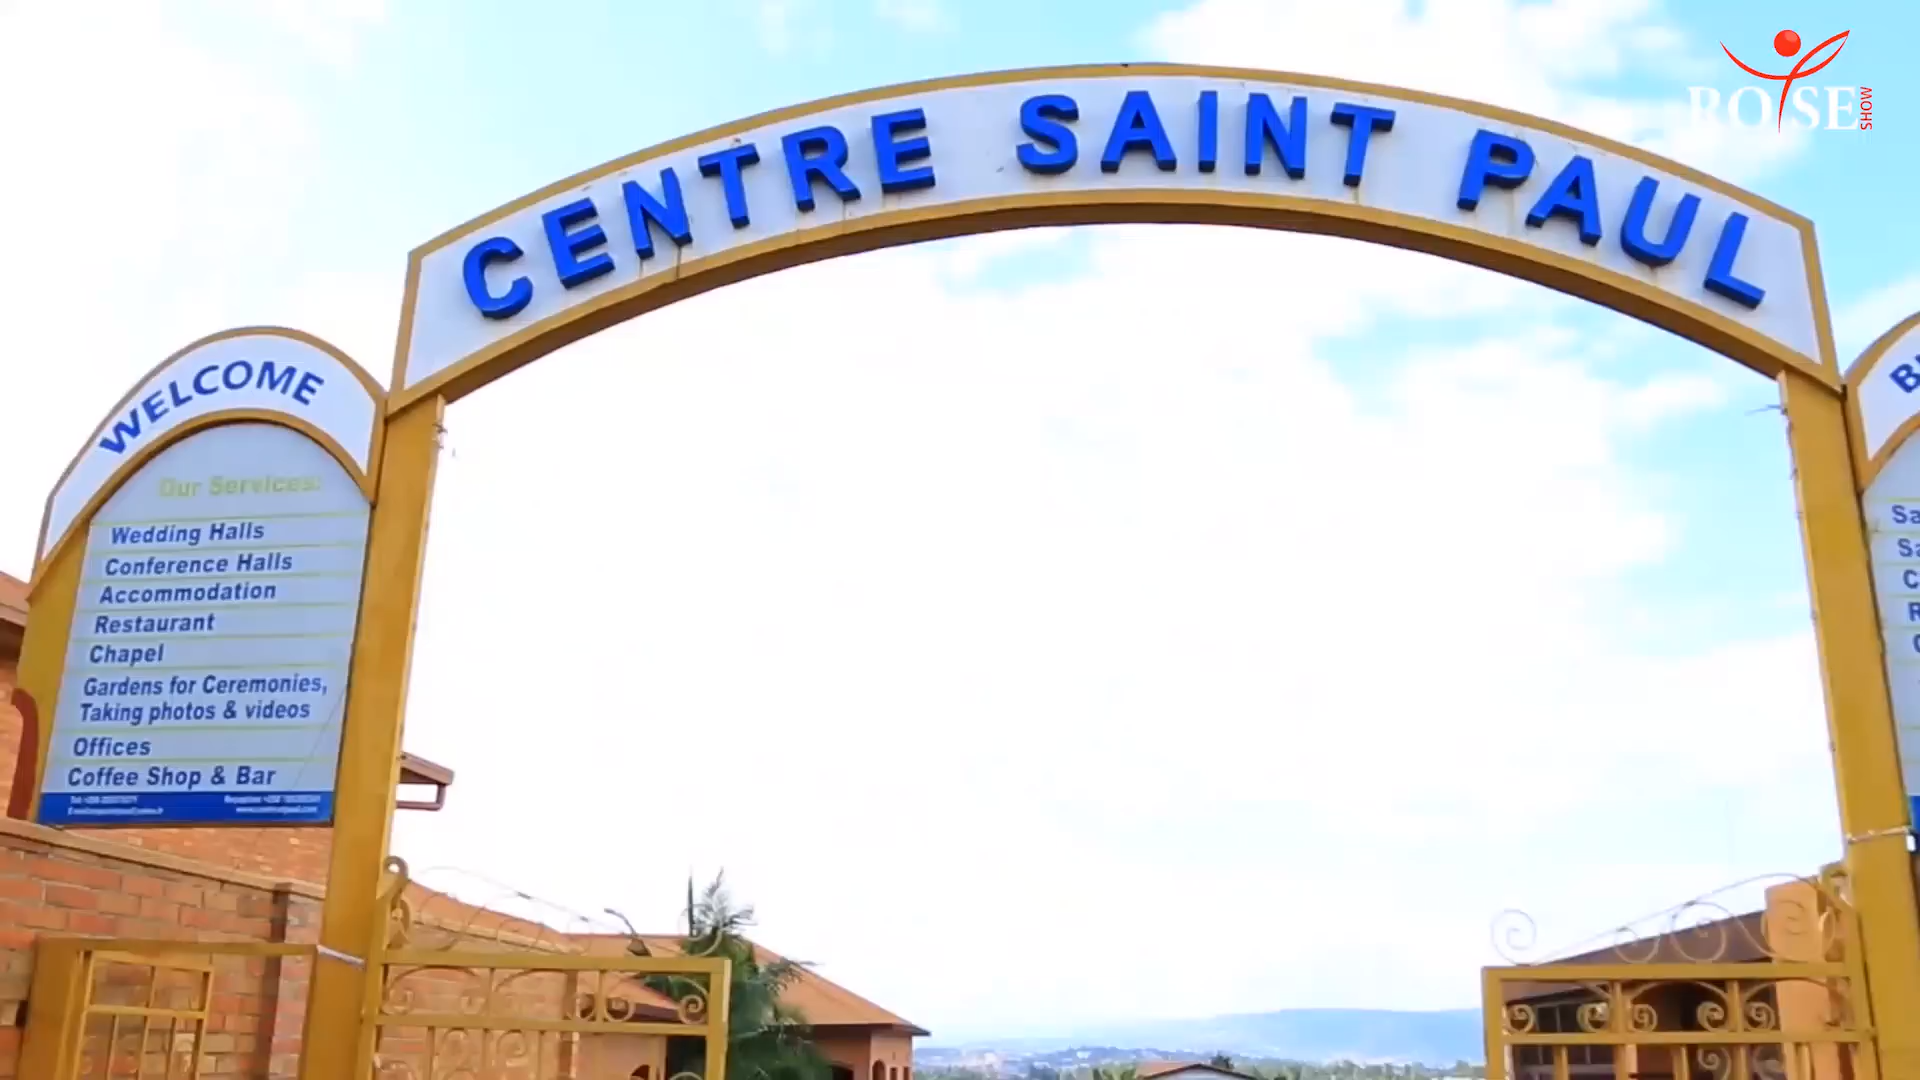 CENTRE SAINT PAUL
ROSE
SHOW
WELCOME
Our Services:
Wedding Halls
Conference Halls
Accommodation
Restaurant
Chapel
Gardens for Ceremonies,
Taking photos & videos
Offices
Coffee Shop & Bar